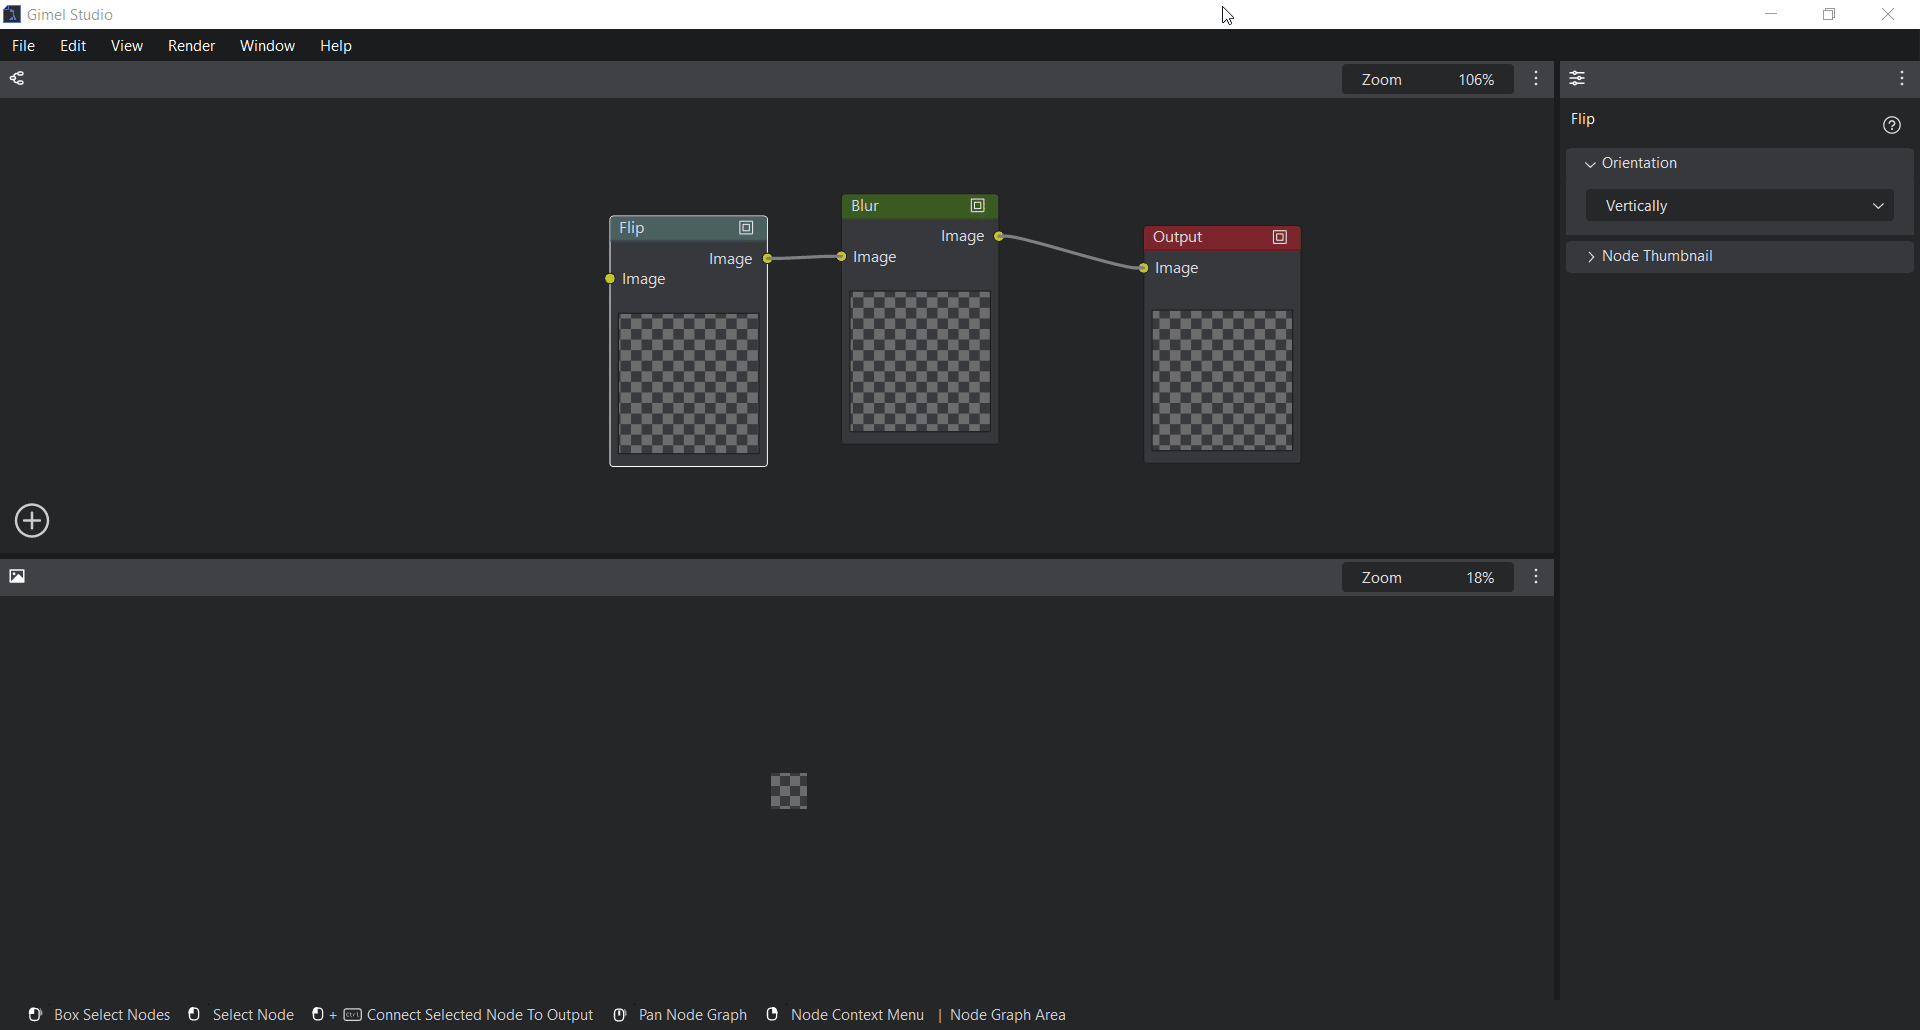 Gimel Studio
File Edit View Render Window Help
Zoom 106%
Flip
Image
Image
Blur
Image
Image
Output
Image
Flip
Orientation
Vertically
Node Thumbnail
Zoom 18%
Box Select Nodes Select Node + Ctrl Connect Selected Node To Output Pan Node Graph Node Context Menu | Node Graph Area